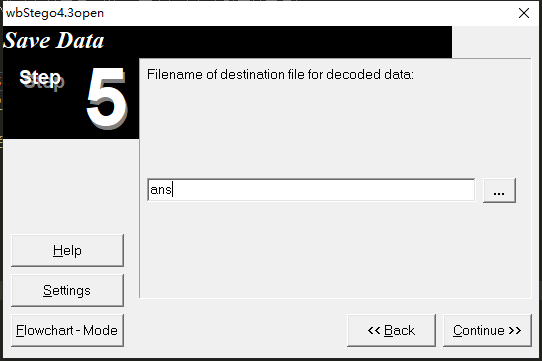 wbStego4.3open
Save Data
Step 5
Filename of destination file for decoded data:
ans
...
Help
Settings
Flowchart - Mode
<< Back
Continue >>